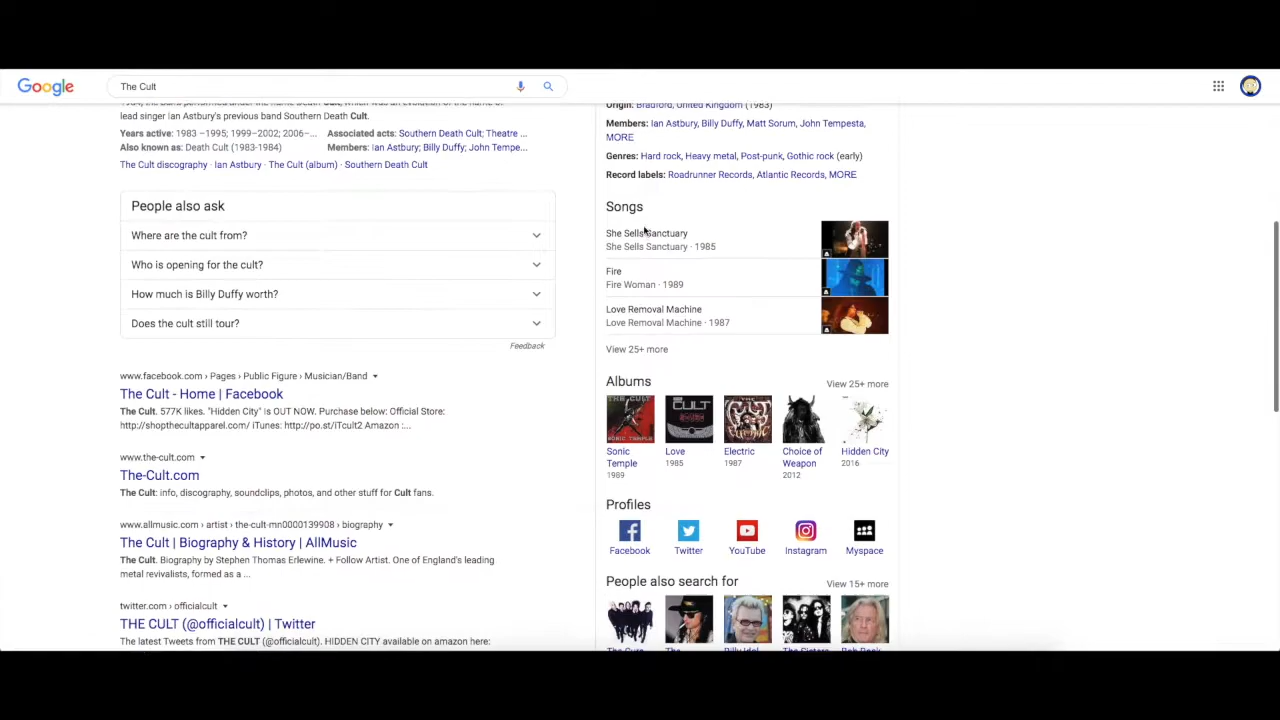 Google
The Cult
lead singer Ian Astbury's previous band Southern Death Cult.
Years active: 1983 –1995; 1999–2002; 2006–...
Associated acts: Southern Death Cult; Theatre ...
Also known as: Death Cult (1983-1984)
Members: Ian Astbury; Billy Duffy; John Tempe...
The Cult discography · Ian Astbury · The Cult (album) · Southern Death Cult
People also ask
Where are the cult from?
Who is opening for the cult?
How much is Billy Duffy worth?
Does the cult still tour?
Feedback
www.facebook.com › Pages › Public Figure › Musician/Band
The Cult - Home | Facebook
The Cult. 577K likes. "Hidden City" is OUT NOW. Purchase below: Official Store:
http://shopthecultapparel.com/ iTunes: http://po.st/iTcult2 Amazon :...
www.the-cult.com
The-Cult.com
The Cult: info, discography, soundclips, photos, and other stuff for Cult fans.
www.allmusic.com › artist › the-cult-mn0000139908 › biography
The Cult | Biography & History | AllMusic
The Cult. Biography by Stephen Thomas Erlewine. + Follow Artist. One of England's leading
metal revivalists, formed as a ...
twitter.com › officialcult
THE CULT (@officialcult) | Twitter
The latest Tweets from THE CULT (@officialcult). HIDDEN CITY available on amazon here:
Origin: Bradford, United Kingdom (1983)
Members: Ian Astbury, Billy Duffy, Matt Sorum, John Tempesta,
MORE
Genres: Hard rock, Heavy metal, Post-punk, Gothic rock (early)
Record labels: Roadrunner Records, Atlantic Records, MORE
Songs
She Sells Sanctuary
She Sells Sanctuary · 1985
Fire
Fire Woman · 1989
Love Removal Machine
Love Removal Machine · 1987
View 25+ more
Albums
View 25+ more
THE CULT
SONIC TEMPLE
CULT
Sonic
Temple
1989
Love
1985
Electric
1987
Choice of
Weapon
2012
Hidden City
2016
Profiles
Facebook
Twitter
YouTube
Instagram
Myspace
People also search for
View 15+ more